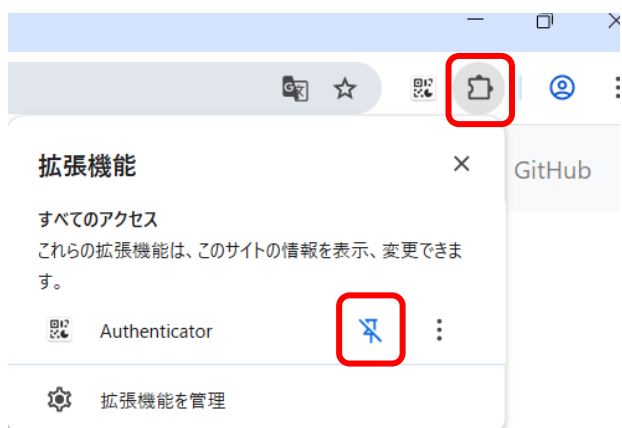 拡張機能
GitHub
すべてのアクセス
これらの拡張機能は、このサイトの情報を表示、変更できま
す。
Authenticator
拡張機能を管理